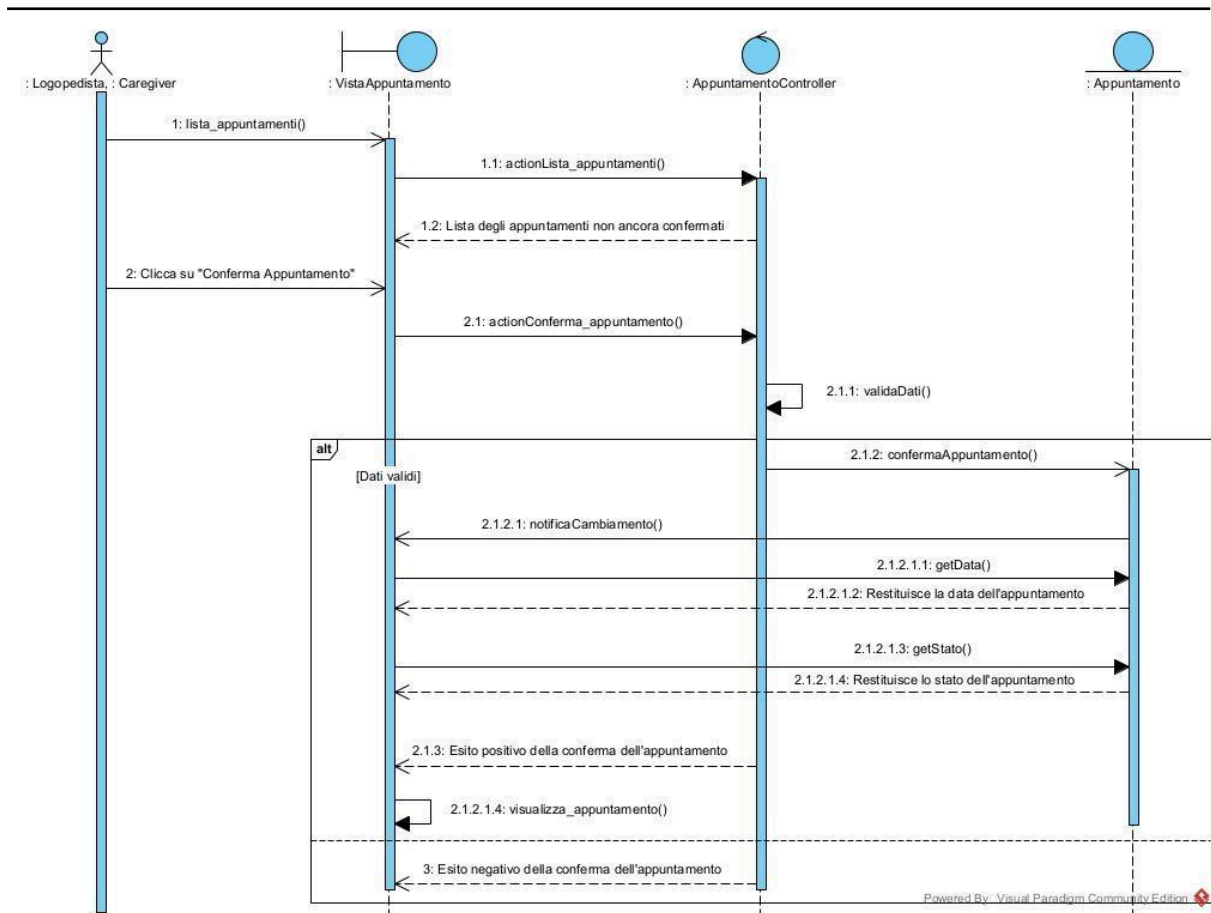 : Logopedista, : Caregiver
: VistaAppuntamento
: AppuntamentoController
: Appuntamento
1: lista_appuntamenti()
1.1: actionLista_appuntamenti()
1.2: Lista degli appuntamenti non ancora confermati
2: Clicca su "Conferma Appuntamento"
2.1: actionConferma_appuntamento()
2.1.1: validaDati()
alt
2.1.2: confermaAppuntamento()
[Dati validi]
2.1.2.1: notificaCambiamento()
2.1.2.1.1: getData()
2.1.2.1.2: Restituisce la data dell'appuntamento
2.1.2.1.3: getStato()
2.1.2.1.4: Restituisce lo stato dell'appuntamento
2.1.3: Esito positivo della conferma dell'appuntamento
2.1.2.1.4: visualizza_appuntamento()
3: Esito negativo della conferma dell'appuntamento
Powered By: Visual Paradigm Community Edition